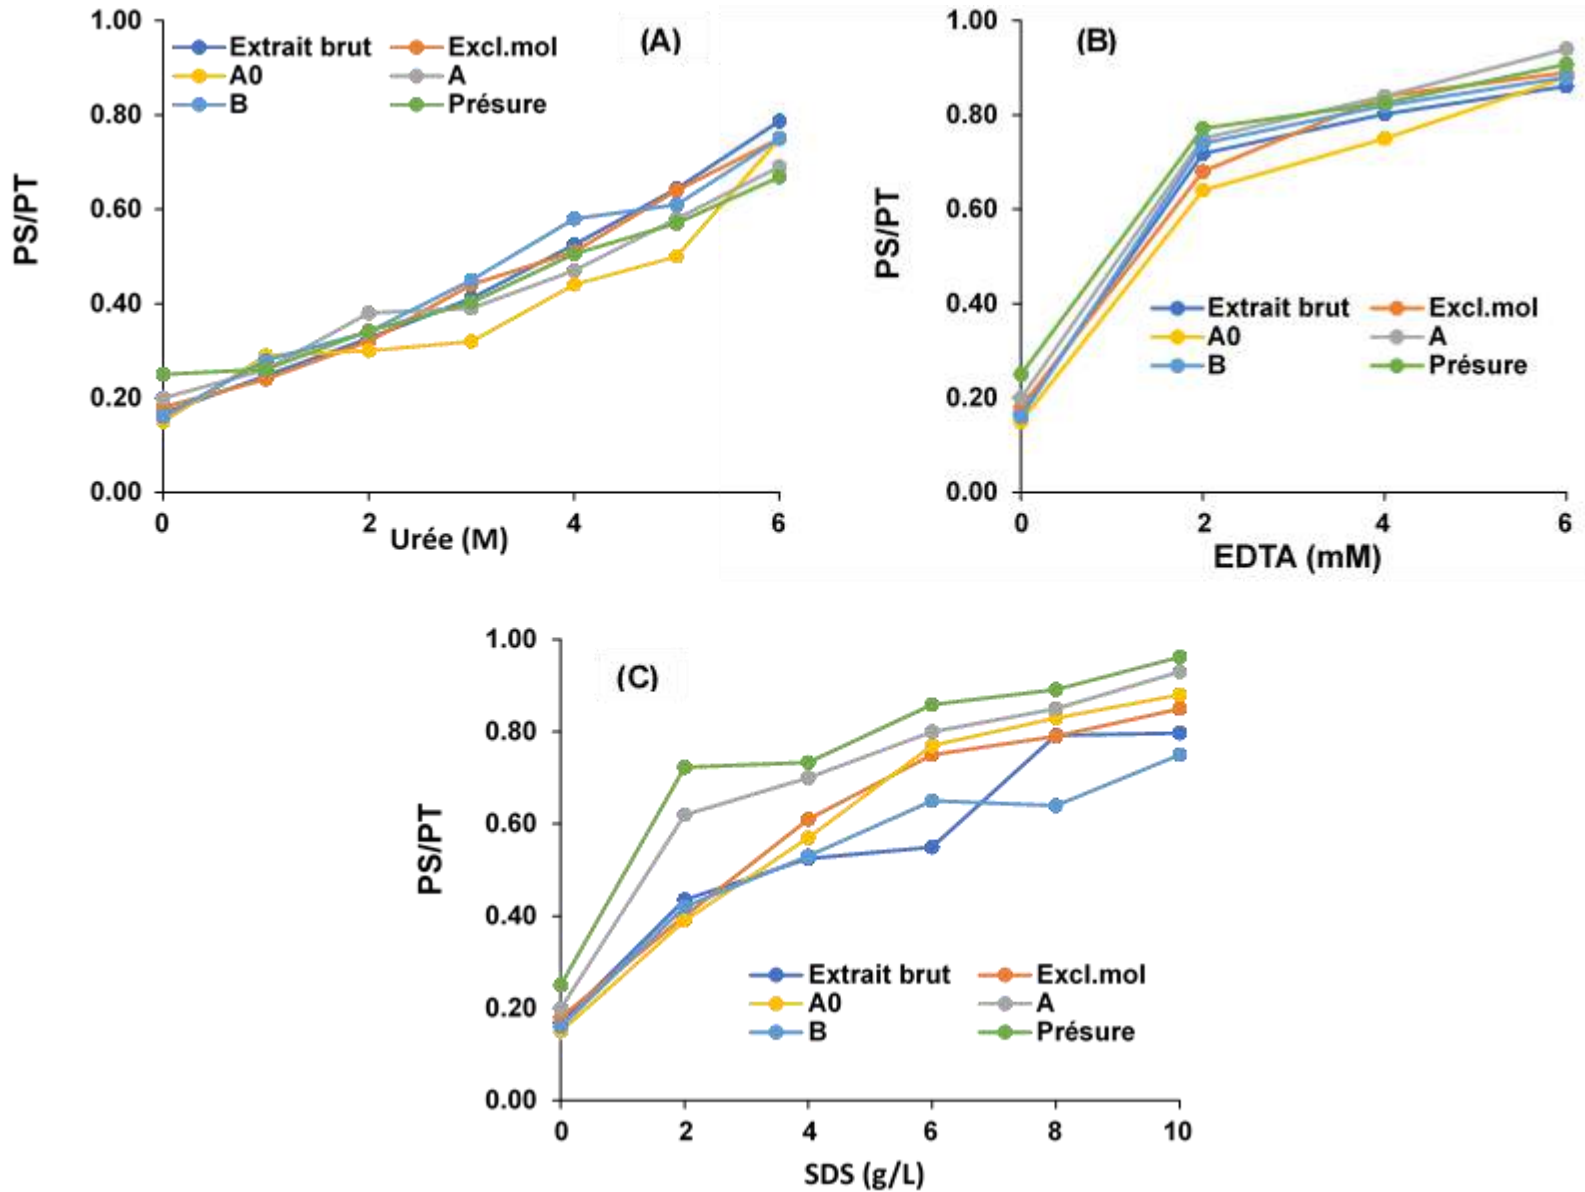 1.00
Extrait brut
Excl.mol
(A)
A0
A
B
Présure
0.80
0.60
PS/PT
0.40
0.20
0.00
0
2
4
6
Urée (M)
1.00
(B)
0.80
0.60
PS/PT
0.40
Extrait brut
Excl.mol
A0
A
B
Présure
0.20
0.00
0
2
4
6
EDTA (mM)
1.00
(C)
0.80
PS/PT
0.60
0.40
Extrait brut
Excl.mol
0.20
A0
A
B
Présure
0.00
0
2
4
6
8
10
SDS (g/L)